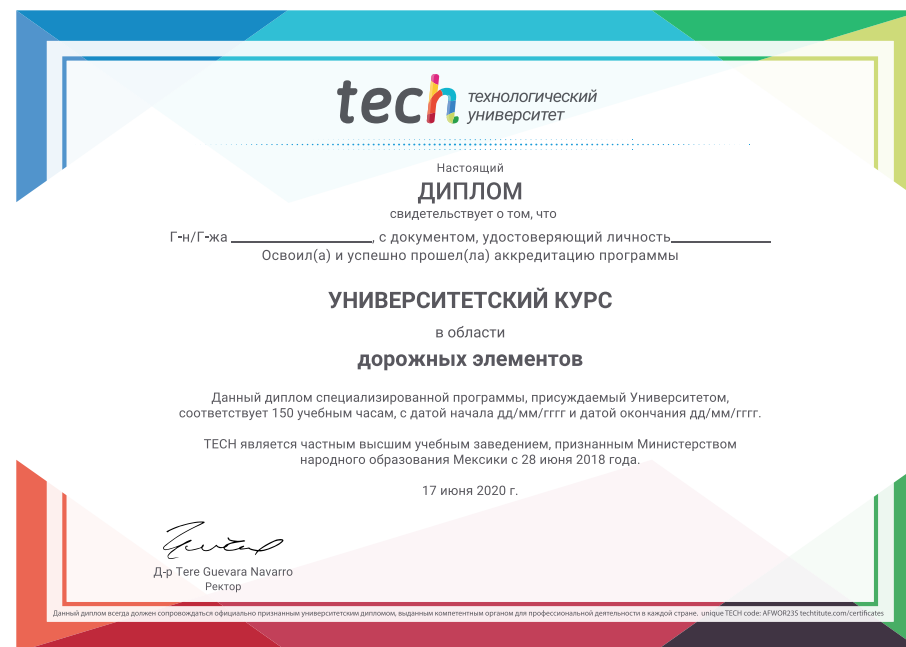 tech технологический
университет
Настоящий
ДИПЛОМ
свидетельствует о том, что
Г-н/Г-жа , с документом, удостоверяющий личность
Освоил(а) и успешно прошел(ла) аккредитацию программы
УНИВЕРСИТЕТСКИЙ КУРС
в области
дорожных элементов
Данный диплом специализированной программы, присуждаемый Университетом,
соответствует 150 учебным часам, с датой начала дд/мм/гггг и датой окончания дд/мм/гггг.
TECH является частным высшим учебным заведением, признанным Министерством
народного образования Мексики с 28 июня 2018 года.
17 июня 2020 г.
Д-р Tere Guevara Navarro
Ректор
Данный диплом всегда должен сопровождаться официально признанным университетским дипломом, выданным компетентным органом для профессиональной деятельности в каждой стране. unique TECH code: AFWOR23S techtitute.com/certificates